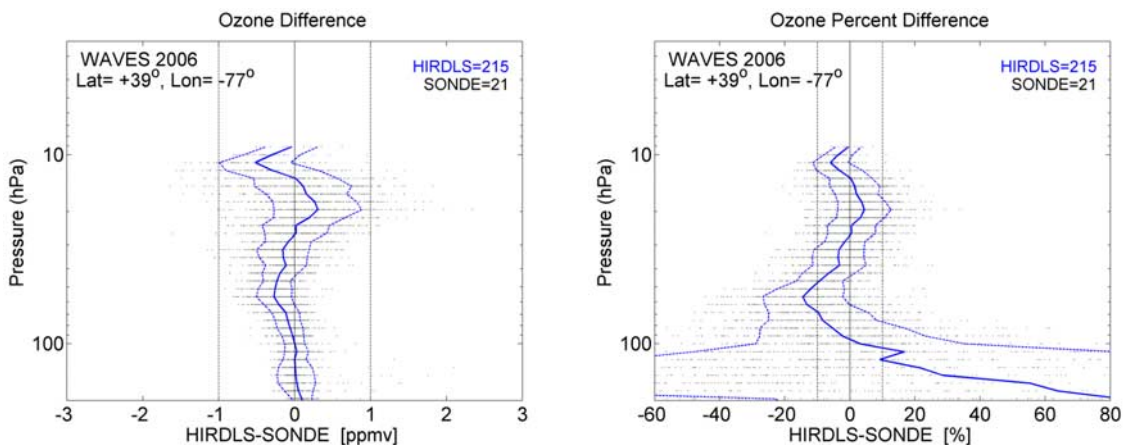 Ozone Difference
WAVES 2006
Lat= +39°, Lon= -77°
HIRDLS=215
SONDE=21
10
100
Pressure (hPa)
-3 -2 -1 0 1 2 3
HIRDLS-SONDE [ppmv]
Ozone Percent Difference
WAVES 2006
Lat= +39°, Lon= -77°
HIRDLS=215
SONDE=21
10
100
Pressure (hPa)
-60 -40 -20 0 20 40 60 80
HIRDLS-SONDE [%]